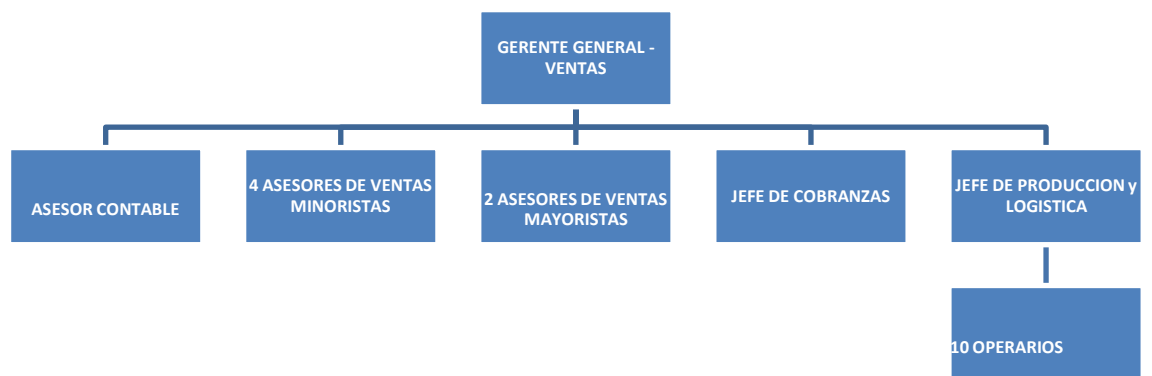 GERENTE GENERAL -
VENTAS
ASESOR CONTABLE
4 ASESORES DE VENTAS
MINORISTAS
2 ASESORES DE VENTAS
MAYORISTAS
JEFE DE COBRANZAS
JEFE DE PRODUCCION y
LOGISTICA
10 OPERARIOS